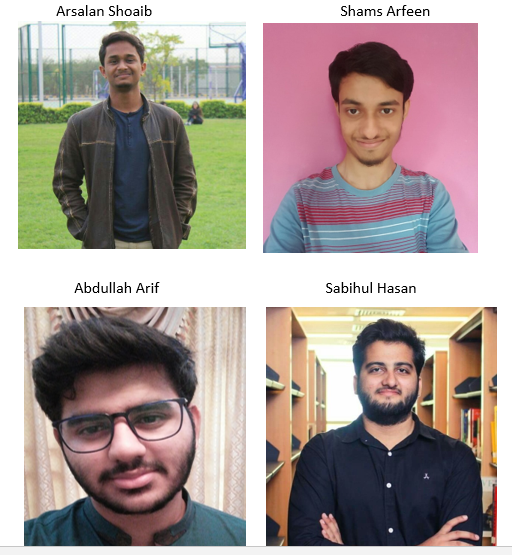 Arsalan Shoaib
Shams Arfeen
Abdullah Arif
Sabihul Hasan